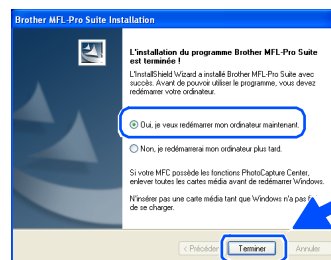 Brother MFL-Pro Suite Installation
L'installation du programme Brother MFL-Pro Suite
est terminée !
L'InstallShield Wizard a installé Brother MFL-Pro Suite avec
succès. Avant de pouvoir utiliser le programme, vous devez
redémarrer votre ordinateur.
Oui, je veux redémarrer mon ordinateur maintenant.
Non, je redémarrerai mon ordinateur plus tard.
Si votre MFC possède les fonctions PhotoCapture Center,
enlever toutes les cartes média avant de redémarrer Windows.
N'insérer pas une carte média tant que Windows n'a pas
de se charger.
< Précédent
Terminer
Annuler